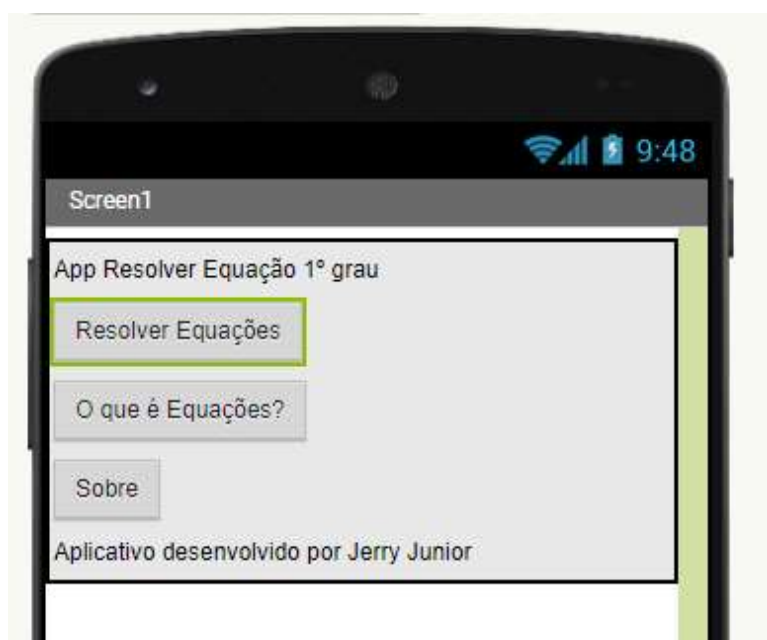 9:48
Screen1
App Resolver Equação 1º grau
Resolver Equações
O que é Equações?
Sobre
Aplicativo desenvolvido por Jerry Junior